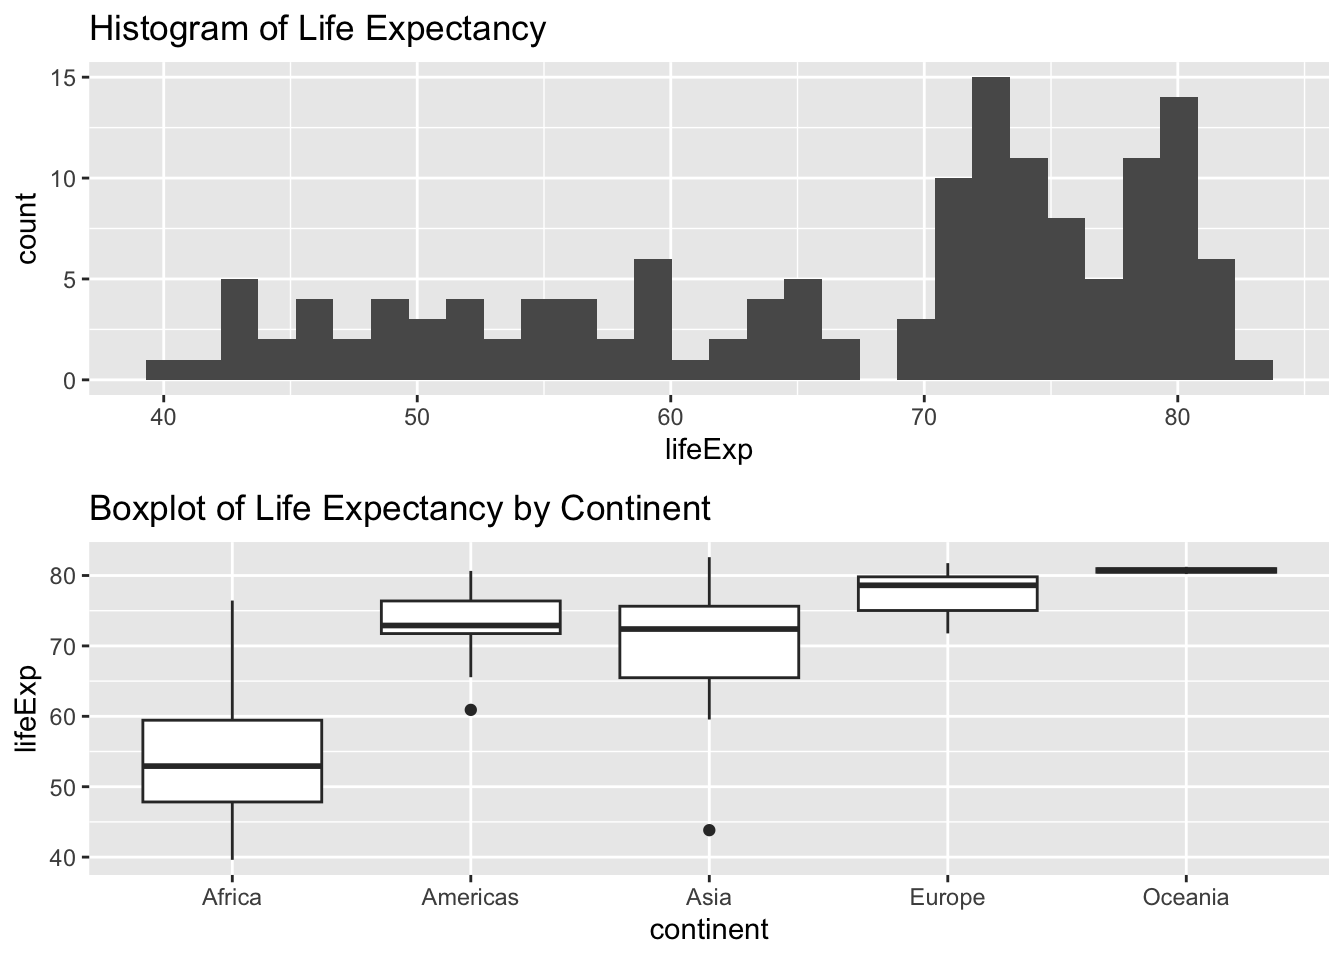 Histogram of Life Expectancy
15
10
5
0
count
40 50 60 70 80
lifeExp
Boxplot of Life Expectancy by Continent
80
70
60
50
40
lifeExp
Africa Americas Asia Europe Oceania
continent